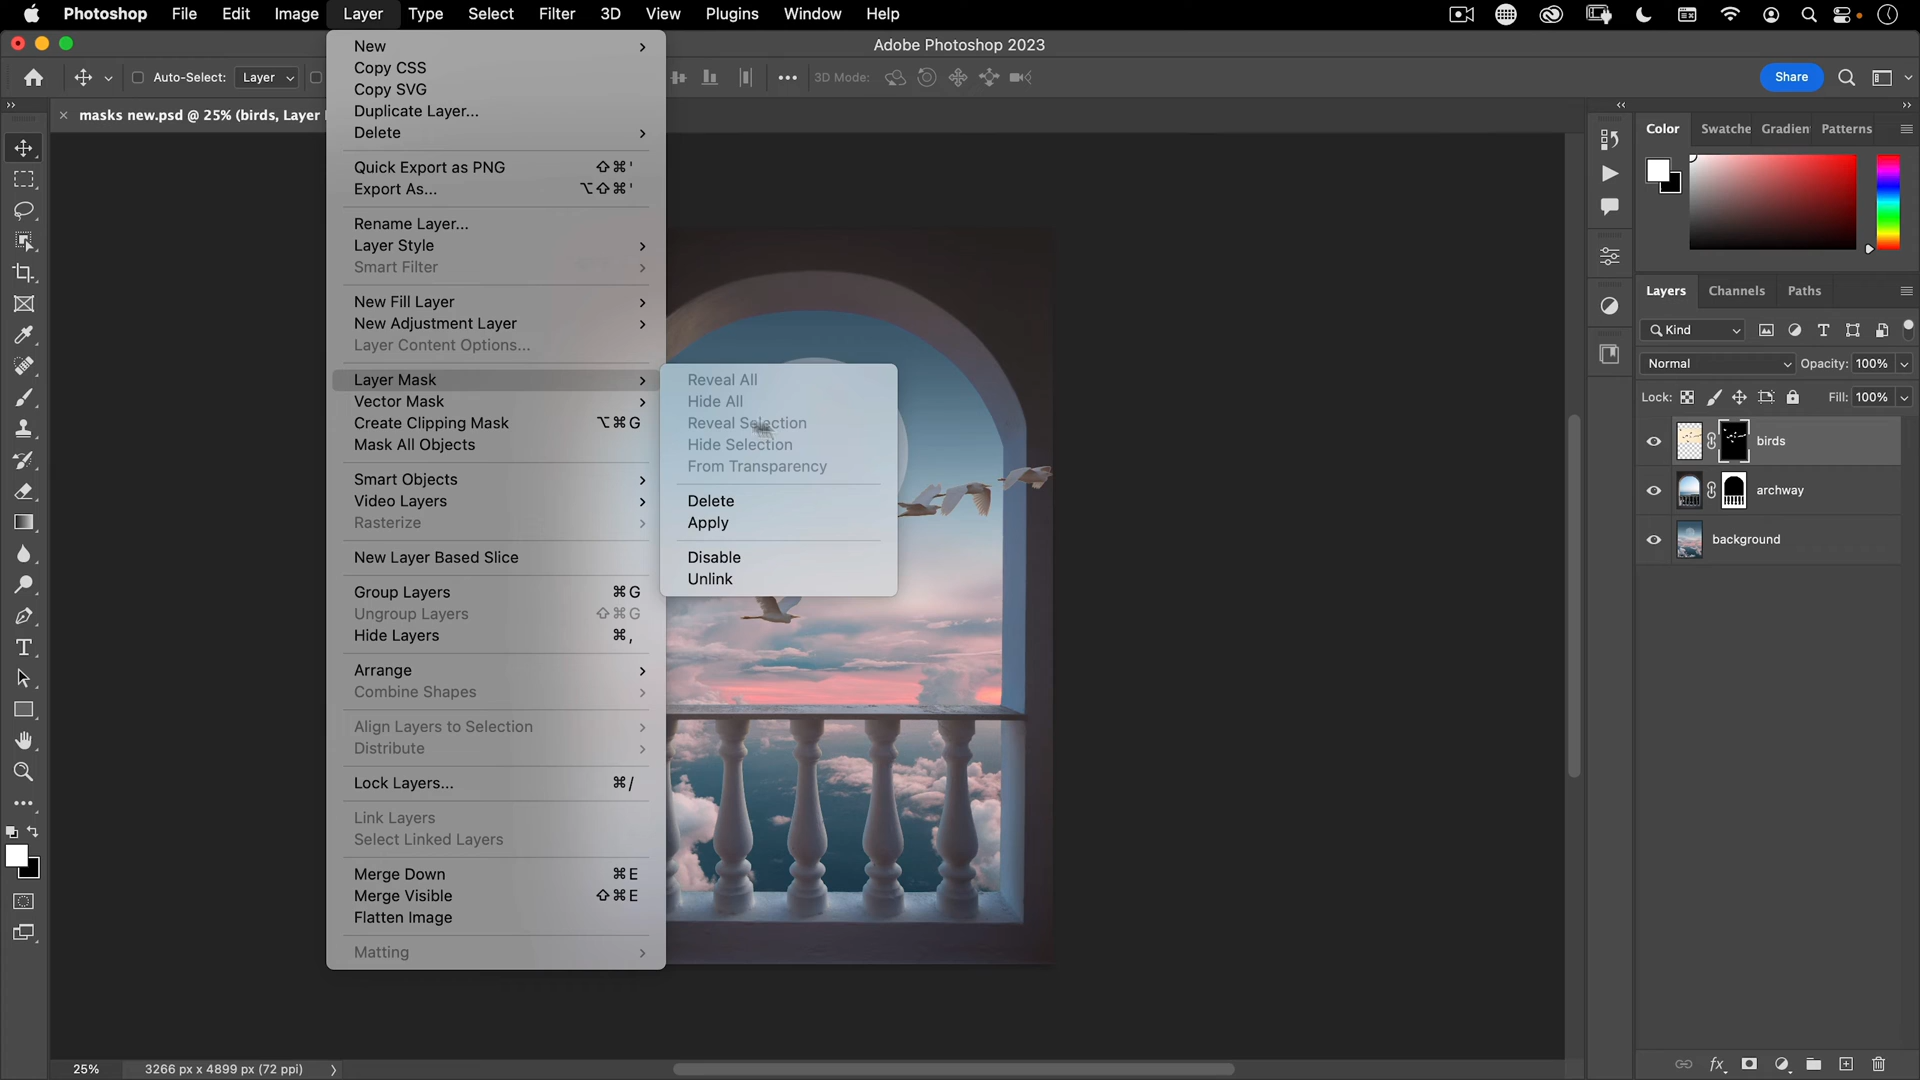 Photoshop File Edit Image Layer Type Select Filter 3D View Plugins Window Help
Adobe Photoshop 2023
Auto-Select: Layer 3D Mode: Share
masks new.psd @ 25% (birds, Layer
New
Copy CSS
Copy SVG
Duplicate Layer...
Delete
Quick Export as PNG ⇧⌘'
Export As... ⌥⇧⌘'
Rename Layer...
Layer Style
Smart Filter
New Fill Layer
New Adjustment Layer
Layer Content Options...
Layer Mask
Vector Mask
Create Clipping Mask ⌥⌘G
Mask All Objects
Smart Objects
Video Layers
Rasterize
New Layer Based Slice
Group Layers ⌘G
Ungroup Layers ⇧⌘G
Hide Layers ⌘,
Arrange
Combine Shapes
Align Layers to Selection
Distribute
Lock Layers... ⌘/
Link Layers
Select Linked Layers
Merge Down ⌘E
Merge Visible ⇧⌘E
Flatten Image
Matting
Reveal All
Hide All
Reveal Selection
Hide Selection
From Transparency
Delete
Apply
Disable
Unlink
Color Swatche Gradien Patterns
Layers Channels Paths
Kind
Normal Opacity: 100%
Lock: Fill: 100%
birds
archway
background
25% 3266 px x 4899 px (72 ppi)